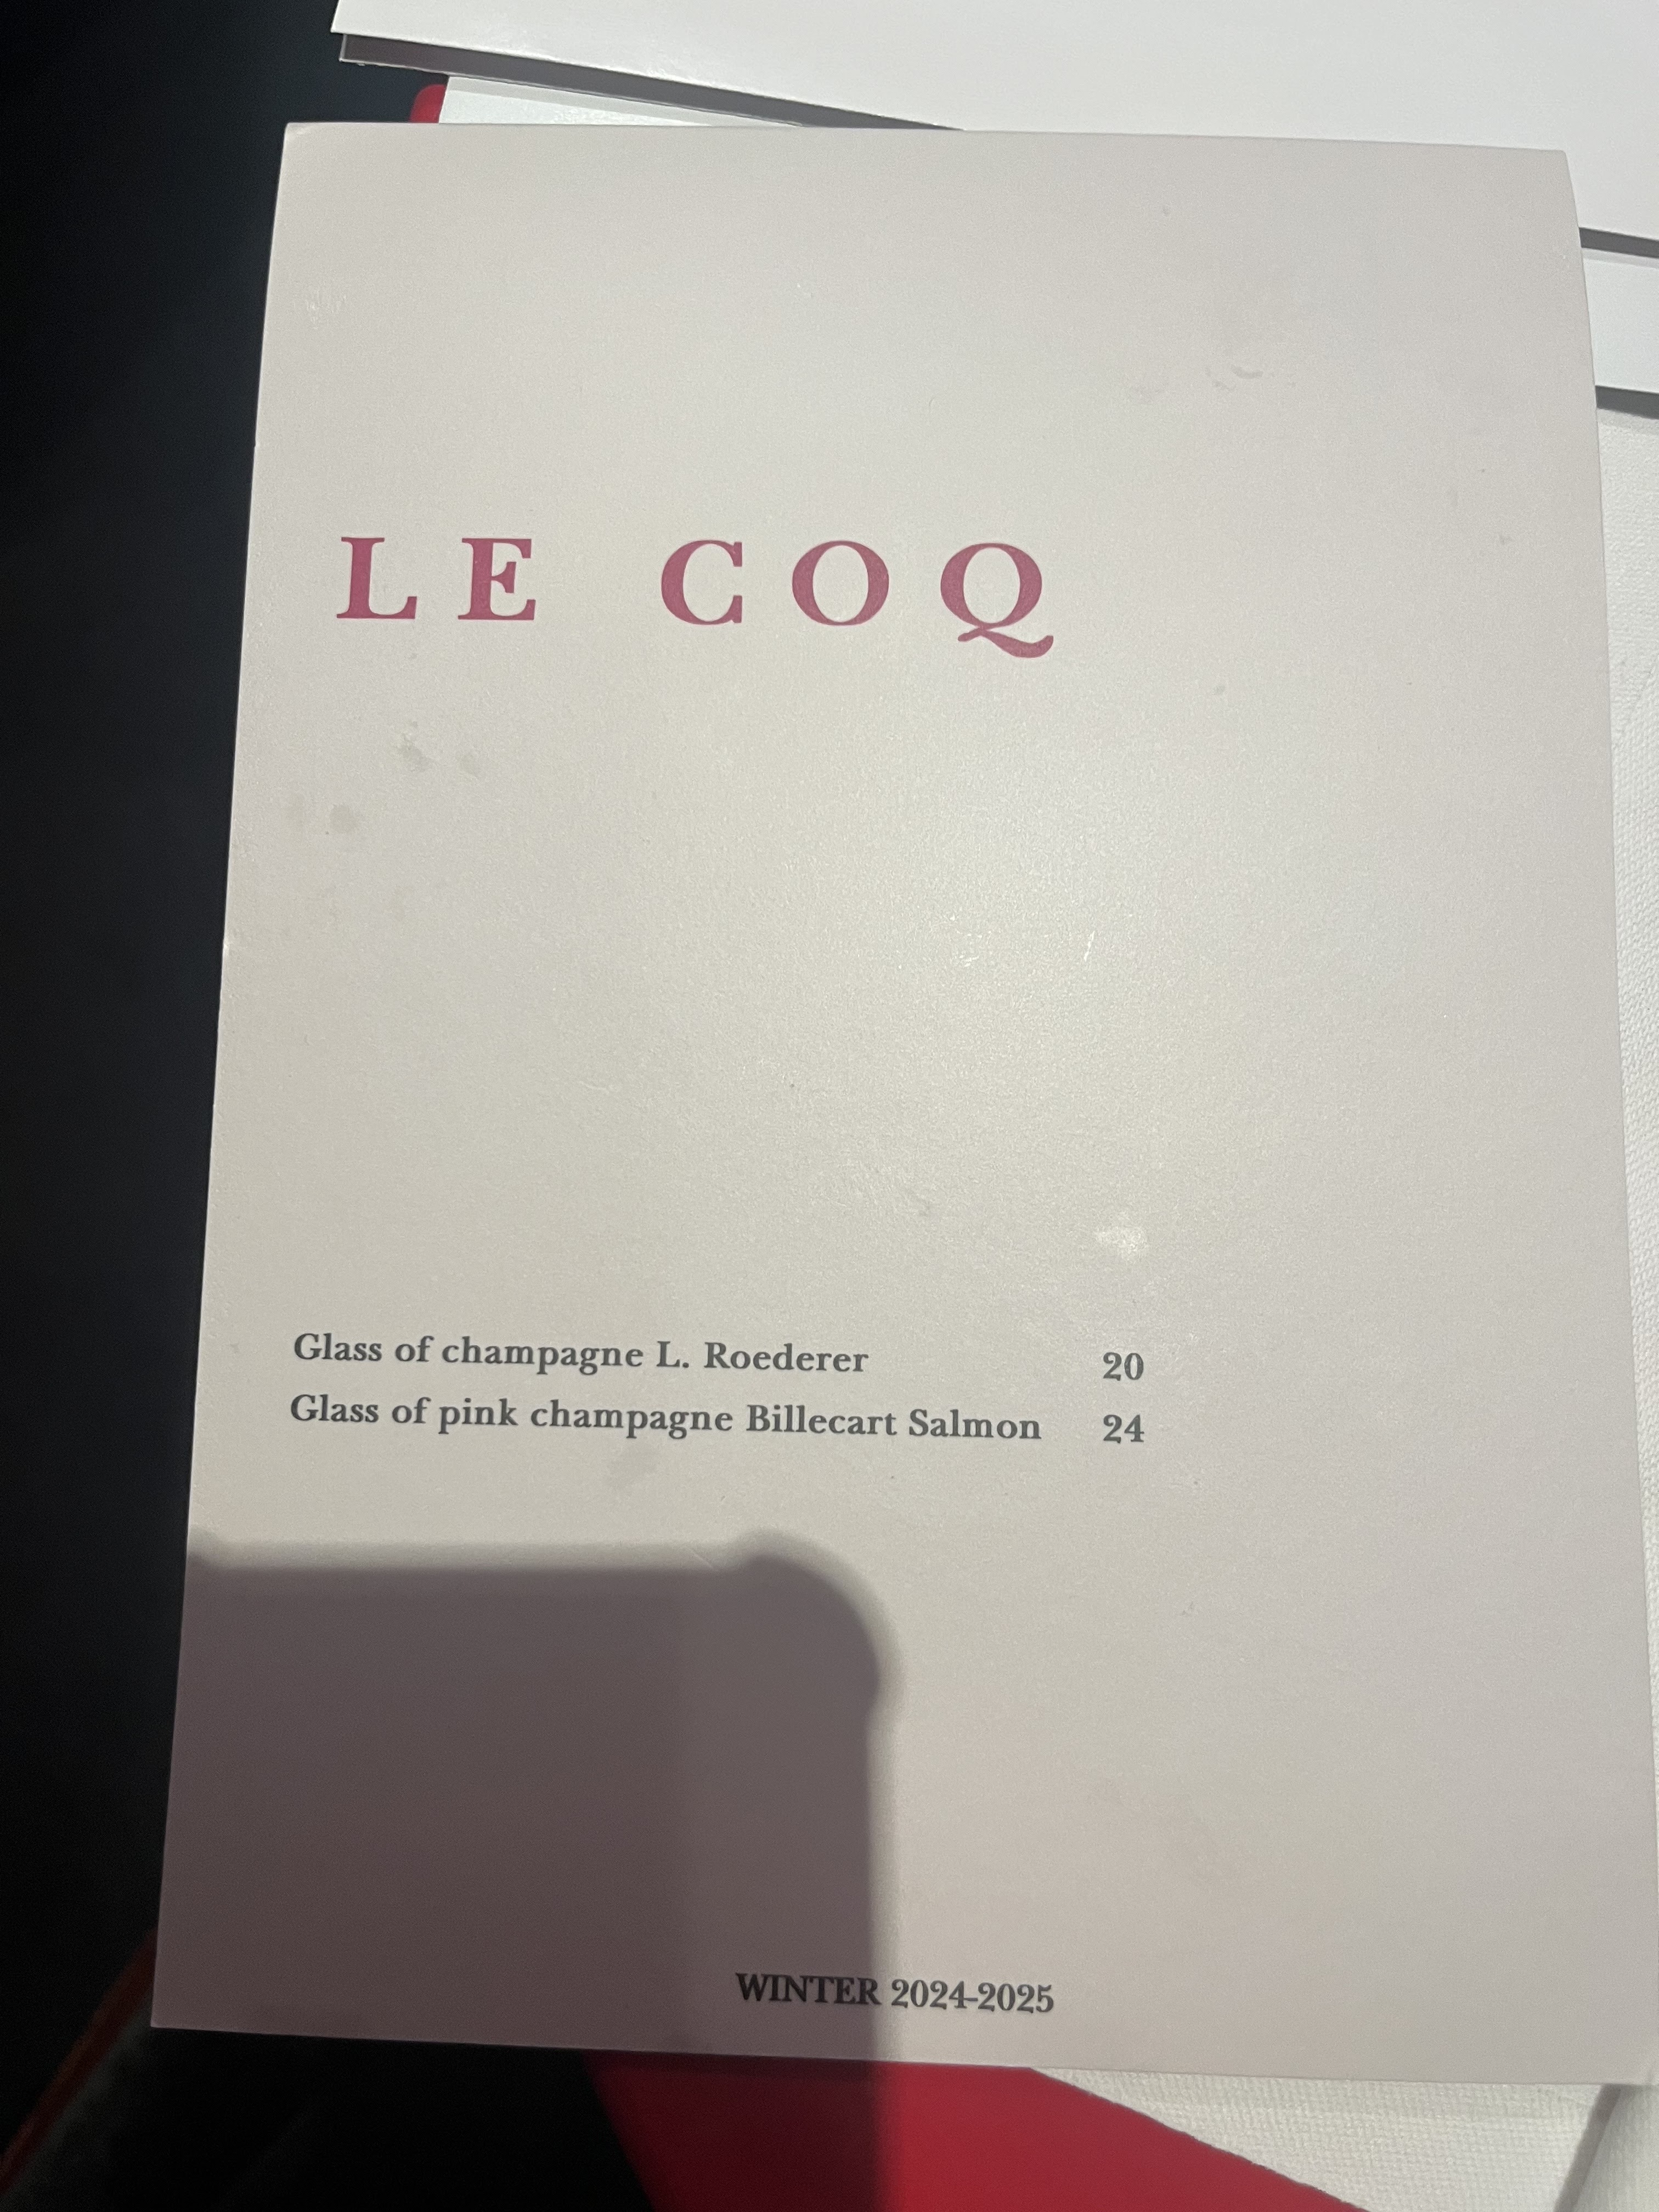 LE COQ
Glass of champagne L. Roederer 20
Glass of pink champagne Billecart Salmon 24
WINTER 2024-2025